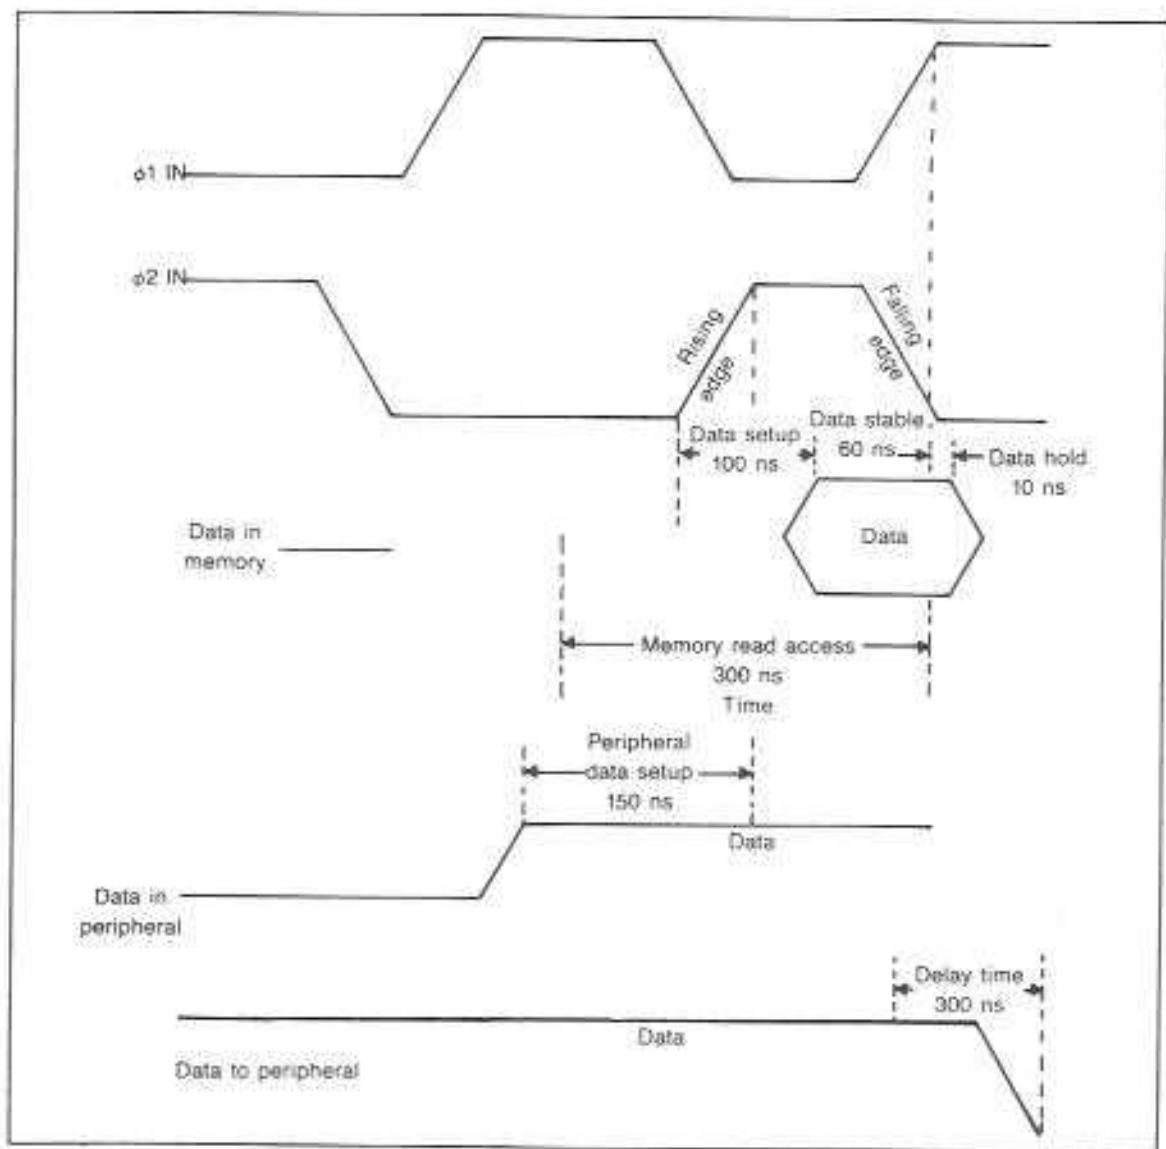 φ1 IN
φ2 IN
Rising
edge
Falling
edge
Data setup
100 ns
Data stable
60 ns
Data hold
10 ns
Data in
memory
Data
Memory read access
300 ns
Time
Peripheral
data setup
150 ns
Data
Data in
peripheral
Delay time
300 ns
Data
Data to peripheral